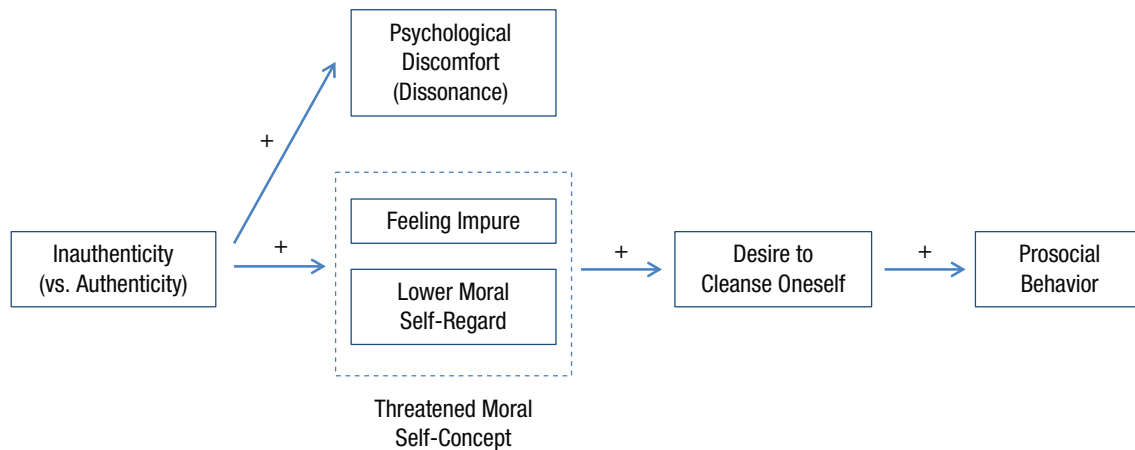 Psychological
Discomfort
(Dissonance)
+
Feeling Impure
Inauthenticity
(vs. Authenticity)
+
+
Desire to
Cleanse Oneself
+
Prosocial
Behavior
Lower Moral
Self-Regard
Threatened Moral
Self-Concept